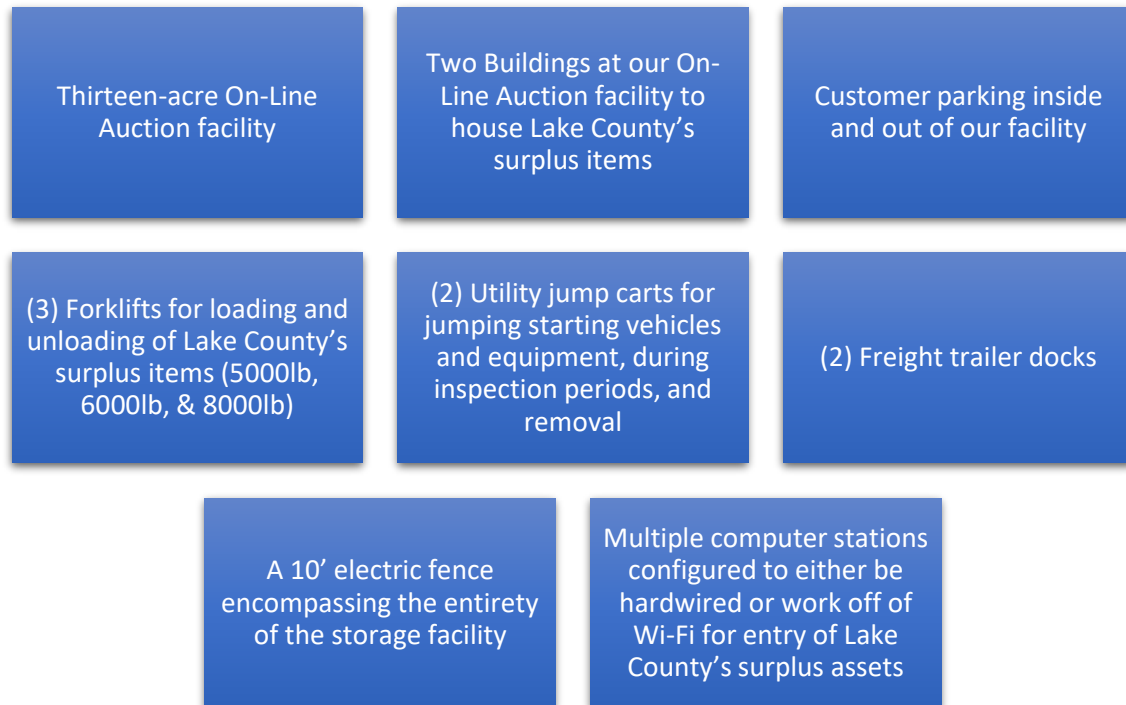 Thirteen-acre On-Line
Auction facility
Two Buildings at our On-
Line Auction facility to
house Lake County’s
surplus items
Customer parking inside
and out of our facility
(3) Forklifts for loading and
unloading of Lake County’s
surplus items (5000lb,
6000lb, & 8000lb)
(2) Utility jump carts for
jumping starting vehicles
and equipment, during
inspection periods, and
removal
(2) Freight trailer docks
A 10’ electric fence
encompassing the entirety
of the storage facility
Multiple computer stations
configured to either be
hardwired or work off of
Wi-Fi for entry of Lake
County’s surplus assets